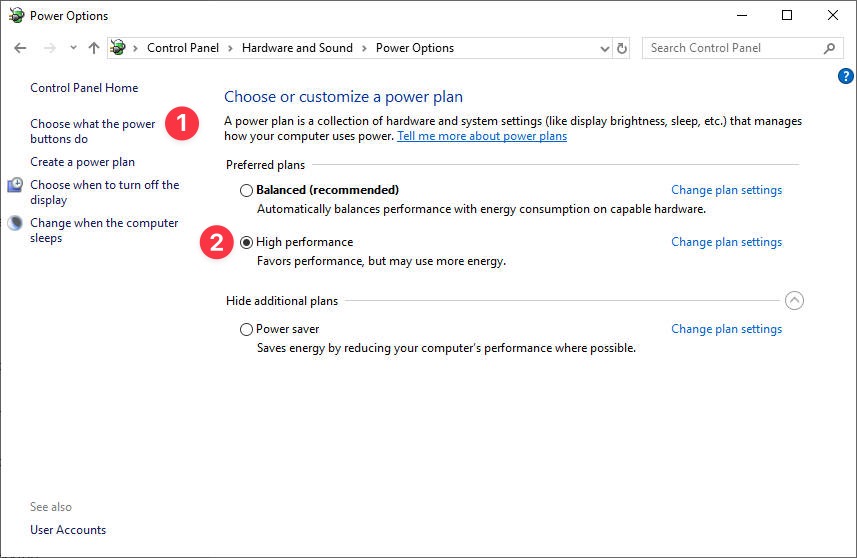 Power Options
Control Panel > Hardware and Sound > Power Options
Search Control Panel
?
Control Panel Home
Choose what the power
buttons do
1
Create a power plan
Choose when to turn off the
display
Change when the computer
sleeps
Choose or customize a power plan
A power plan is a collection of hardware and system settings (like display brightness, sleep, etc.) that manages
how your computer uses power. Tell me more about power plans
Preferred plans
Balanced (recommended) Change plan settings
Automatically balances performance with energy consumption on capable hardware.
2 High performance Change plan settings
Favors performance, but may use more energy.
Hide additional plans
Power saver Change plan settings
Saves energy by reducing your computer's performance where possible.
See also
User Accounts